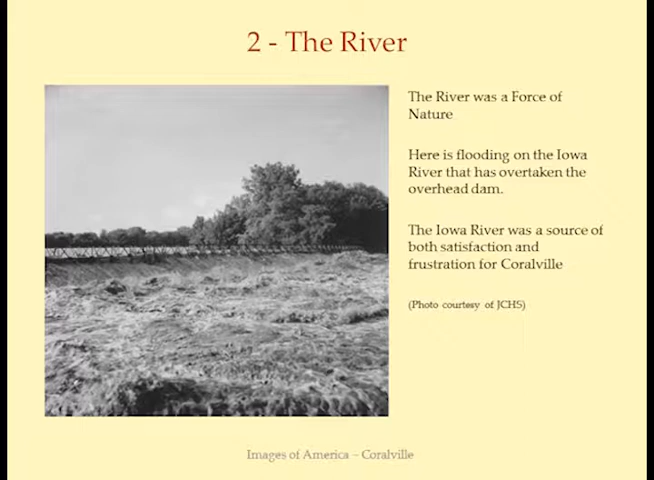 2 - The River
The River was a Force of
Nature
Here is flooding on the Iowa
River that has overtaken the
overhead dam.
The Iowa River was a source of
both satisfaction and
frustration for Coralville
(Photo courtesy of JCHS)
Images of America – Coralville